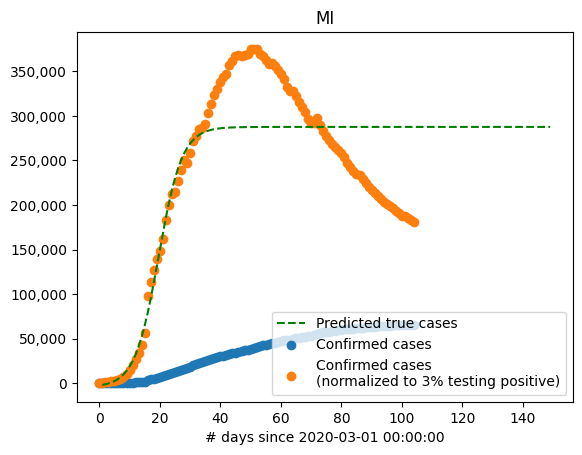 MI
350,000
300,000
250,000
200,000
150,000
100,000
50,000
0
Predicted true cases
Confirmed cases
Confirmed cases
(normalized to 3% testing positive)
0 20 40 60 80 100 120 140
# days since 2020-03-01 00:00:00